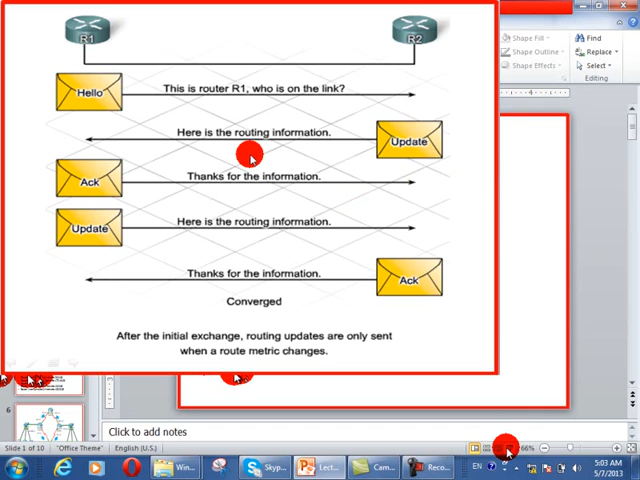 R1
R2
Hello
This is router R1, who is on the link?
Here is the routing information.
Update
Ack
Thanks for the information.
Update
Here is the routing information.
Thanks for the information.
Ack
Converged
After the initial exchange, routing updates are only sent
when a route metric changes.
Shape Fill
Shape Outline
Shape Effects
Find
Replace
Select
Editing
6
Click to add notes
Slide 1 of 10
"Office Theme"
English (U.S.)
66%
Win...
Skyp...
Lect...
Cam...
Reco...
EN
5:03 AM
5/7/2013